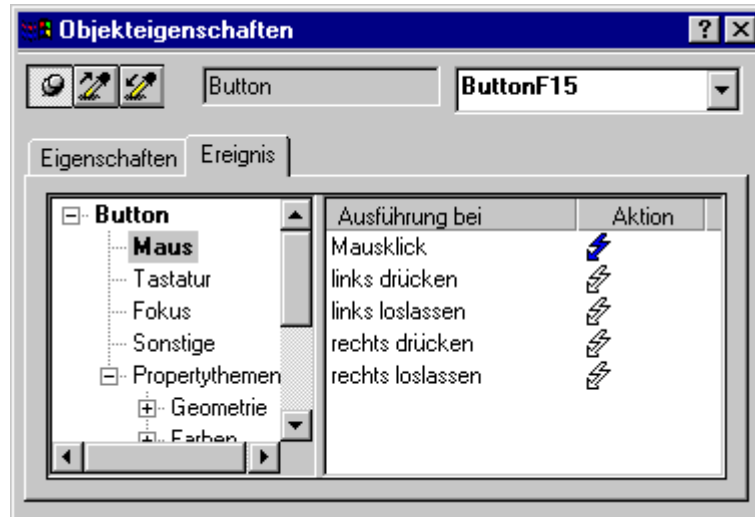 Objekteigenschaften
Button
ButtonF15
Eigenschaften
Ereignis
Button
Maus
Tastatur
Fokus
Sonstige
Propertythemen
Geometrie
Farben
Ausführung bei Aktion
Mausklick
links drücken
links loslassen
rechts drücken
rechts loslassen